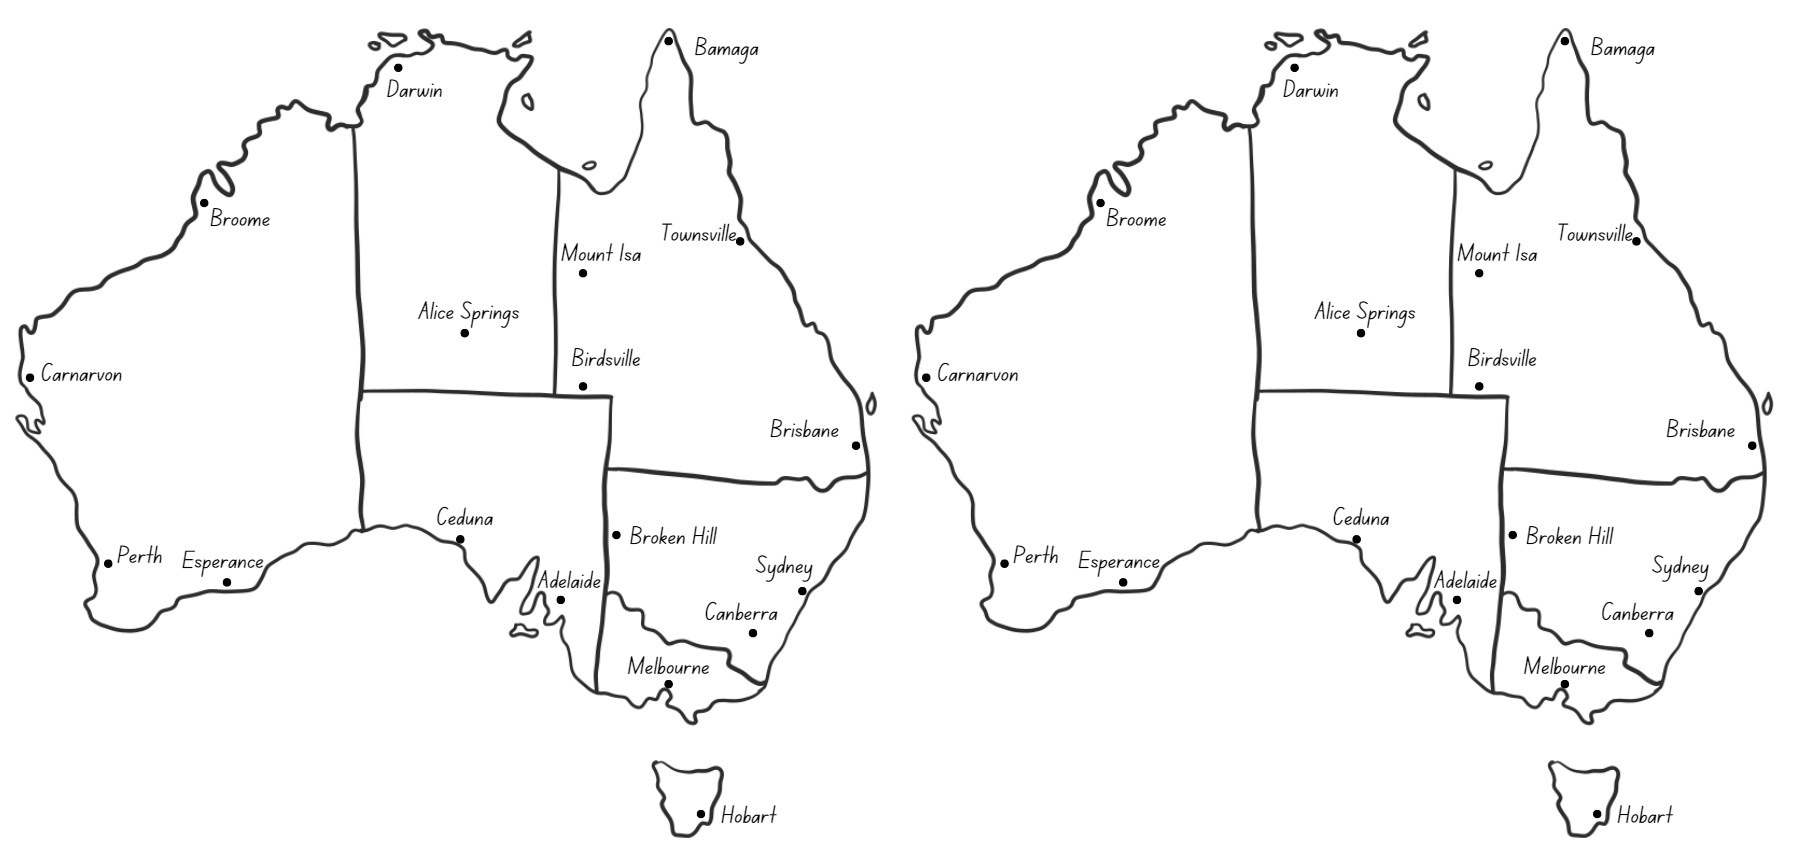 Bamaga
Darwin
Broome
Townsville
Mount Isa
Alice Springs
Birdsville
Carnarvon
Brisbane
Ceduna
Broken Hill
Perth
Esperance
Sydney
Adelaide
Canberra
Melbourne
Hobart
Bamaga
Darwin
Broome
Townsville
Mount Isa
Alice Springs
Birdsville
Carnarvon
Brisbane
Ceduna
Broken Hill
Perth
Esperance
Sydney
Adelaide
Canberra
Melbourne
Hobart